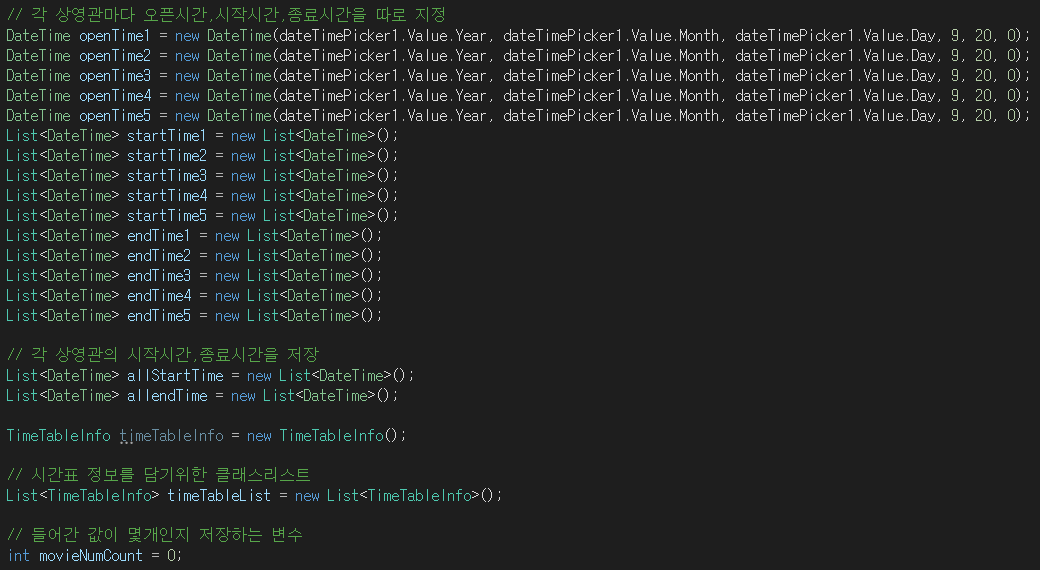 // 각 상영관마다 오픈시간,시작시간,종료시간을 따로 지정
DateTime openTime1 = new DateTime(dateTimePicker1.Value.Year, dateTimePicker1.Value.Month, dateTimePicker1.Value.Day, 9, 20, 0);
DateTime openTime2 = new DateTime(dateTimePicker1.Value.Year, dateTimePicker1.Value.Month, dateTimePicker1.Value.Day, 9, 20, 0);
DateTime openTime3 = new DateTime(dateTimePicker1.Value.Year, dateTimePicker1.Value.Month, dateTimePicker1.Value.Day, 9, 20, 0);
DateTime openTime4 = new DateTime(dateTimePicker1.Value.Year, dateTimePicker1.Value.Month, dateTimePicker1.Value.Day, 9, 20, 0);
DateTime openTime5 = new DateTime(dateTimePicker1.Value.Year, dateTimePicker1.Value.Month, dateTimePicker1.Value.Day, 9, 20, 0);
List<DateTime> startTime1 = new List<DateTime>();
List<DateTime> startTime2 = new List<DateTime>();
List<DateTime> startTime3 = new List<DateTime>();
List<DateTime> startTime4 = new List<DateTime>();
List<DateTime> startTime5 = new List<DateTime>();
List<DateTime> endTime1 = new List<DateTime>();
List<DateTime> endTime2 = new List<DateTime>();
List<DateTime> endTime3 = new List<DateTime>();
List<DateTime> endTime4 = new List<DateTime>();
List<DateTime> endTime5 = new List<DateTime>();
// 각 상영관의 시작시간,종료시간을 저장
List<DateTime> allStartTime = new List<DateTime>();
List<DateTime> allendTime = new List<DateTime>();
TimeTableInfo timeTableInfo = new TimeTableInfo();
// 시간표 정보를 담기위한 클래스리스트
List<TimeTableInfo> timeTableList = new List<TimeTableInfo>();
// 들어간 값이 몇개인지 저장하는 변수
int movieNumCount = 0;